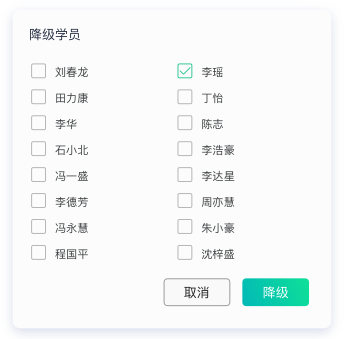 降级学员
刘春龙 李瑶
田力康 丁怡
李华 陈志
石小北 李浩豪
冯一盛 李达星
李德芳 周亦慧
冯永慧 朱小豪
程国平 沈梓盛
取消 降级